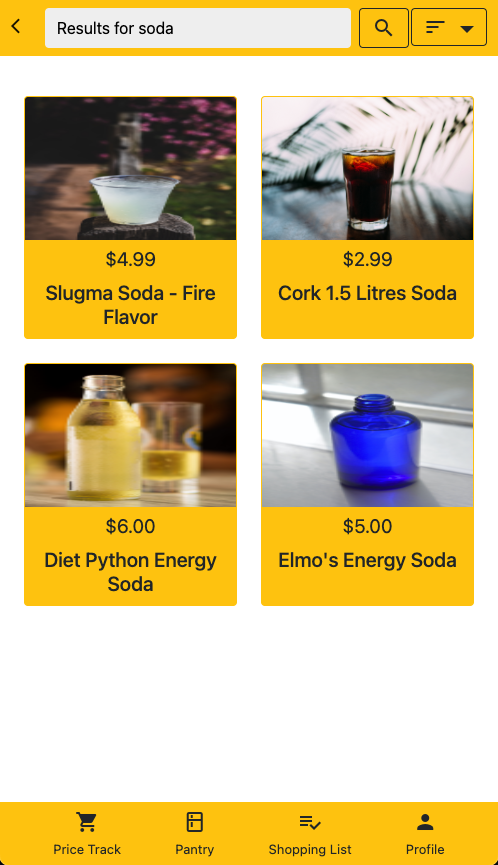 Results for soda
$4.99
Slugma Soda - Fire
Flavor
$2.99
Cork 1.5 Litres Soda
$6.00
Diet Python Energy
Soda
$5.00
Elmo's Energy Soda
Price Track
Pantry
Shopping List
Profile